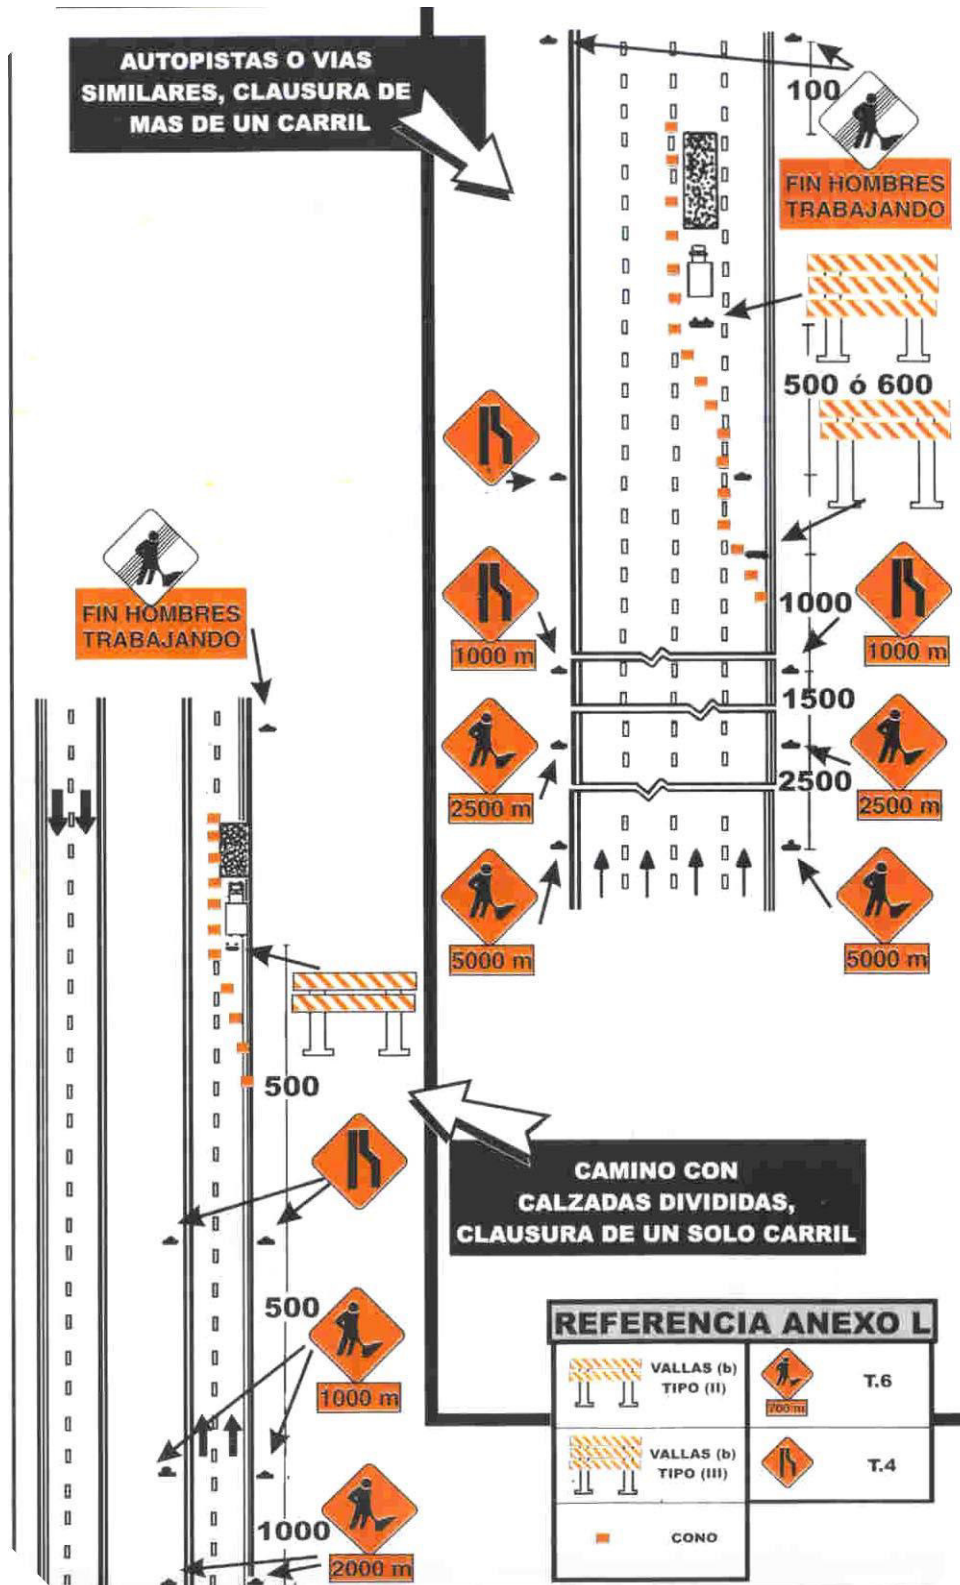 AUTOPISTAS O VIAS
SIMILARES, CLAUSURA DE
MAS DE UN CARRIL
100
FIN HOMBRES
TRABAJANDO
500 ó 600
1000
1000 m
1000 m
1500
2500 m
2500 m
2500
5000 m
5000 m
FIN HOMBRES
TRABAJANDO
500
500
1000 m
1000
2000 m
CAMINO CON
CALZADAS DIVIDIDAS,
CLAUSURA DE UN SOLO CARRIL
REFERENCIA ANEXO L
VALLAS (b)
TIPO (II)
700 m
T.6
VALLAS (b)
TIPO (III)
T.4
CONO